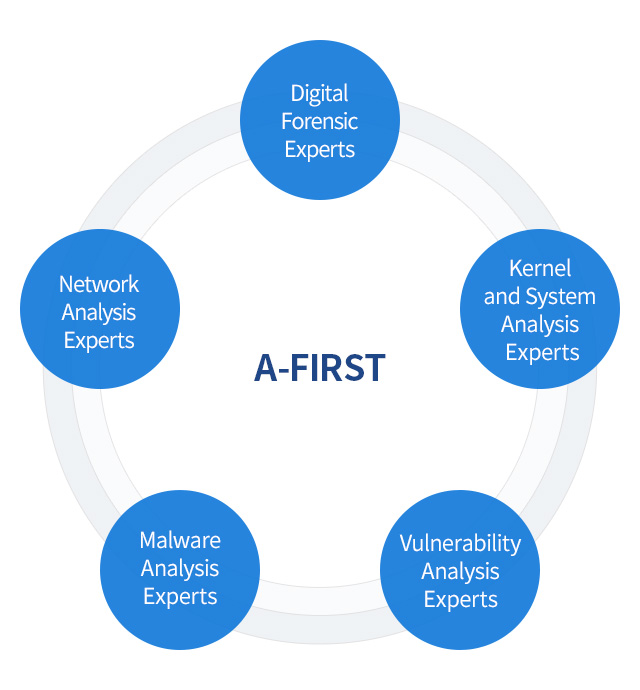 Digital
Forensic
Experts
Network
Analysis
Experts
Kernel
and System
Analysis
Experts
A-FIRST
Malware
Analysis
Experts
Vulnerability
Analysis
Experts